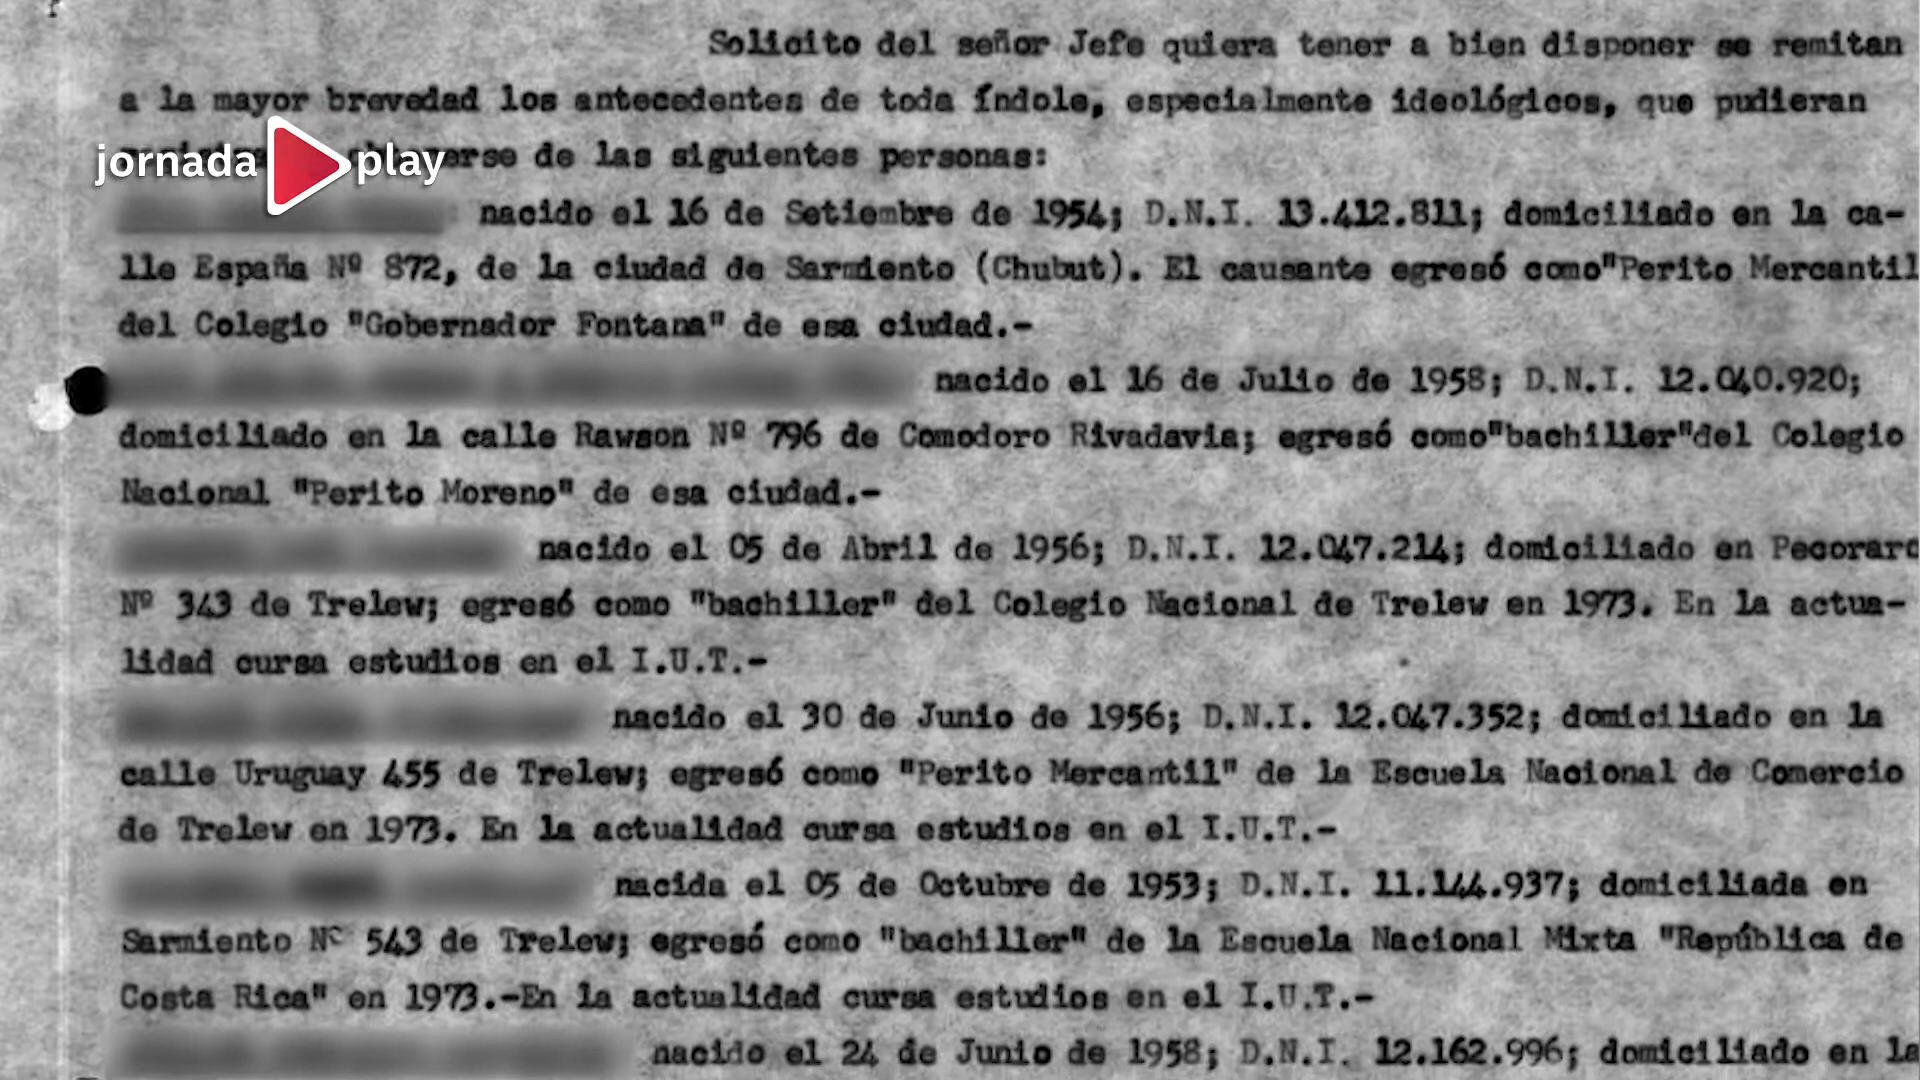 Solicito del señor Jefe quiera tener a bien disponer se remitan
a la mayor brevedad los antecedentes de toda índole, especialmente ideológicos, que pudieran
de las siguientes personas:
jornada play
nacido el 16 de Setiembre de 1954; D.N.I. 13.412.811; domiciliado en la ca-
lle España Nº 872, de la ciudad de Sarmiento (Chubut). El causante egresó como"Perito Mercantil
del Colegio "Gobernador Fontana" de esa ciudad.-
nacido el 16 de Julio de 1958; D.N.I. 12.040.920;
domiciliado en la calle Rawson Nº 796 de Comodoro Rivadavia; egresó como"bachiller"del Colegio
Nacional "Perito Moreno" de esa ciudad.-
nacido el 05 de Abril de 1956; D.N.I. 12.047.214; domiciliado en Pecoraro
Nº 343 de Trelew; egresó como "bachiller" del Colegio Nacional de Trelew en 1973. En la actua-
lidad cursa estudios en el I.U.T.-
nacido el 30 de Junio de 1956; D.N.I. 12.047.352; domiciliado en la
calle Uruguay 455 de Trelew; egresó como "Perito Mercantil" de la Escuela Nacional de Comercio
de Trelew en 1973. En la actualidad cursa estudios en el I.U.T.-
nacida el 05 de Octubre de 1953; D.N.I. 11.144.937; domiciliada en
Sarmiento Nº 543 de Trelew; egresó como "bachiller" de la Escuela Nacional Mixta "República de
Costa Rica" en 1973.-En la actualidad cursa estudios en el I.U.T.-
nacido el 24 de Junio de 1958; D.N.I. 12.162.996; domiciliado en la